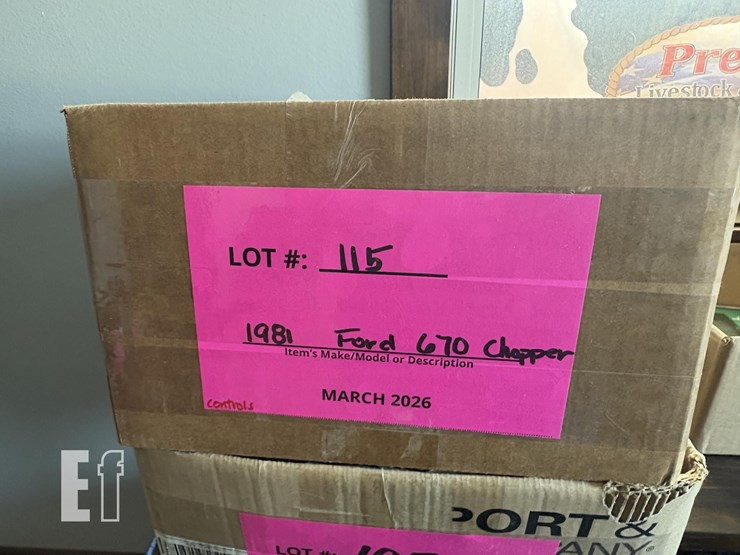 Pre
Livestock
LOT #: 115
1981 Ford 670 Chopper
Item's Make/Model or Description
MARCH 2026
controls
Ef
PORT &
ANY
LOT #: